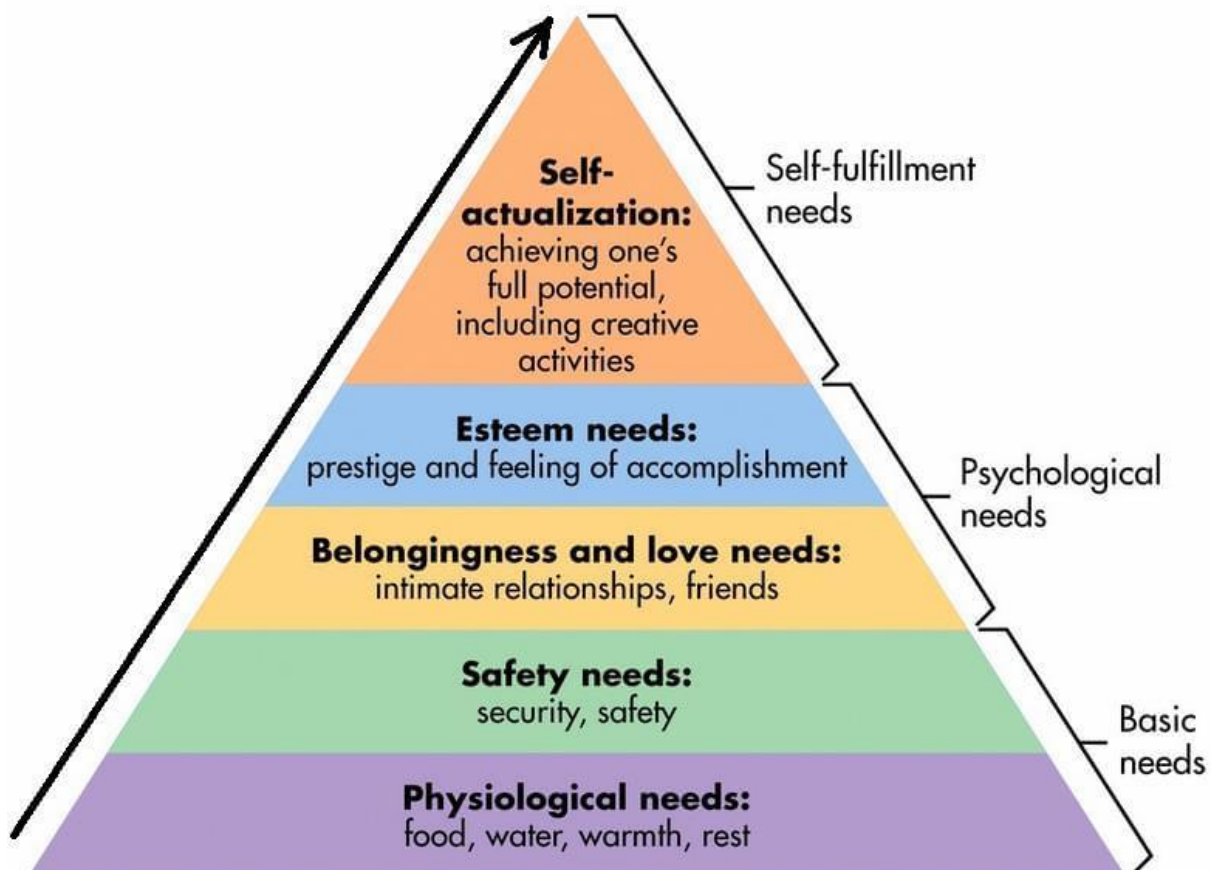 Self-
actualization:
achieving one's
full potential,
including creative
activities
Self-fulfillment
needs
Esteem needs:
prestige and feeling of accomplishment
Psychological
needs
Belongingness and love needs:
intimate relationships, friends
Safety needs:
security, safety
Basic
needs
Physiological needs:
food, water, warmth, rest